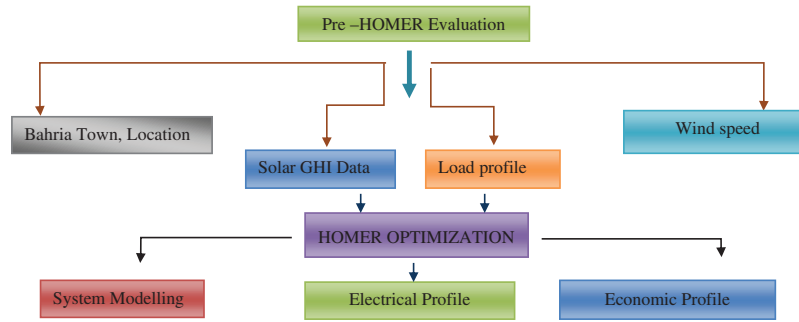 Pre –HOMER Evaluation
Bahria Town, Location
Wind speed
Solar GHI Data
Load profile
HOMER OPTIMIZATION
System Modelling
Electrical Profile
Economic Profile